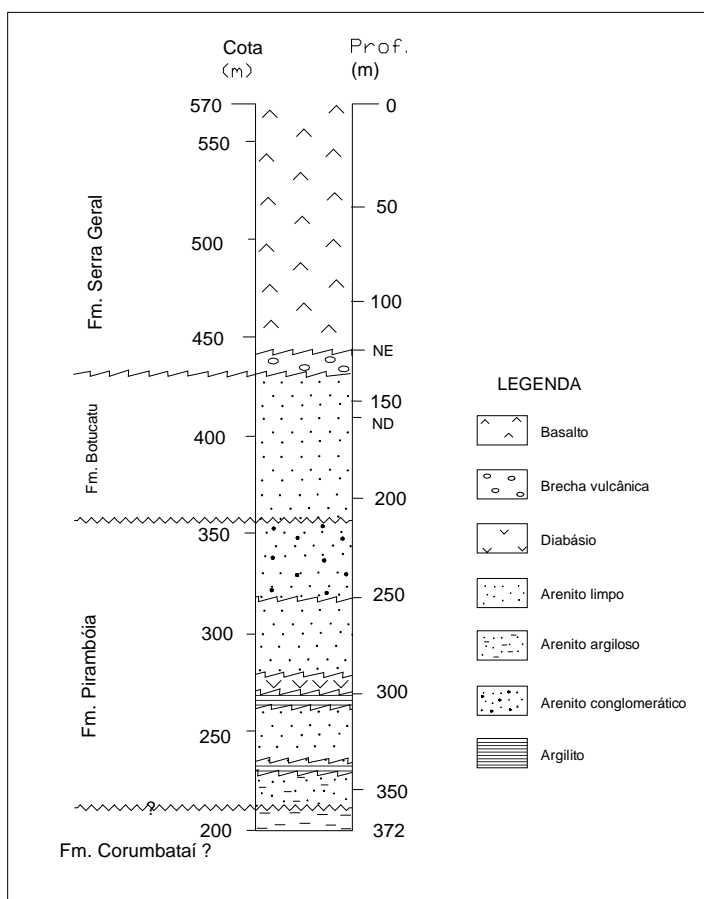 Cota
(m)
Prof.
(m)
570
0
550
50
500
100
450
NE
150
ND
400
200
350
250
300
300
250
350
200
372
Fm. Serra Geral
Fm. Botucatu
Fm. Pirambóia
?
Fm. Corumbataí ?
LEGENDA
Basalto
Brecha vulcânica
Diabásio
Arenito limpo
Arenito argiloso
Arenito conglomerático
Argilito